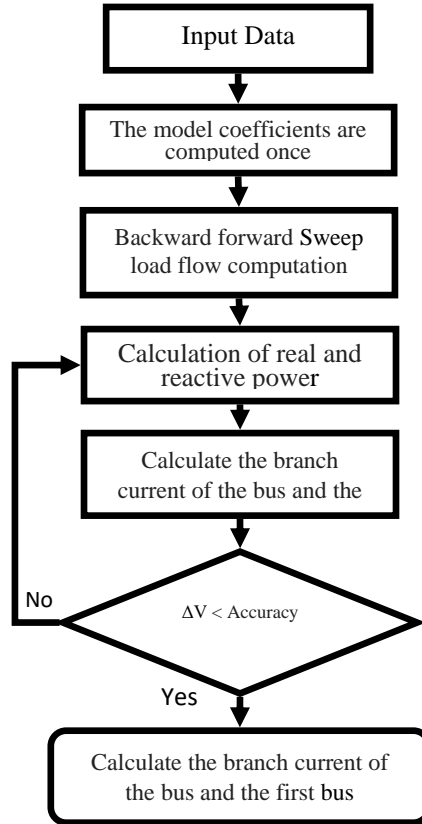 Input Data
The model coefficients are
computed once
Backward forward Sweep
load flow computation
Calculation of real and
reactive power
Calculate the branch
current of the bus and the
ΔV < Accuracy
No
Yes
Calculate the branch current of
the bus and the first bus